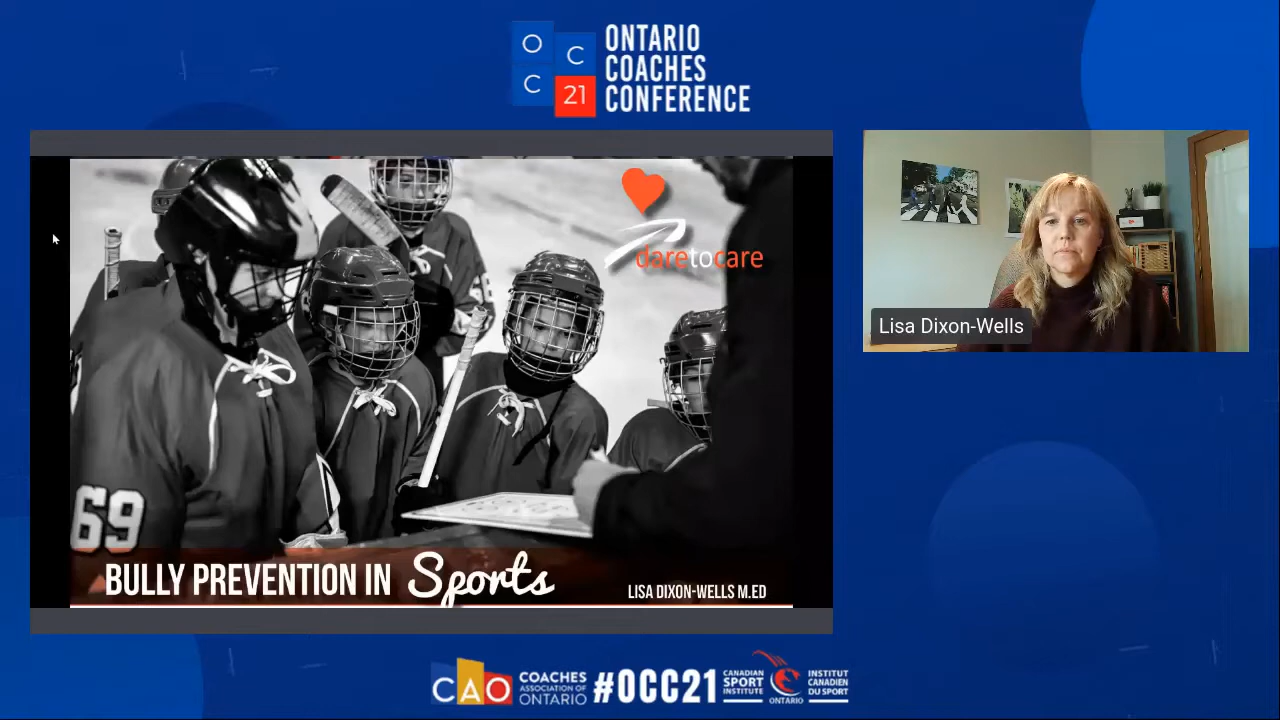 O
C
C
21
ONTARIO
COACHES
CONFERENCE
daretocare
69
BULLY PREVENTION IN Sports
LISA DIXON-WELLS M.ED
Lisa Dixon-Wells
CAO
COACHES
ASSOCIATION OF
ONTARIO
#OCC21
CANADIAN
SPORT
INSTITUTE
ONTARIO
INSTITUT
CANADIEN
DU SPORT